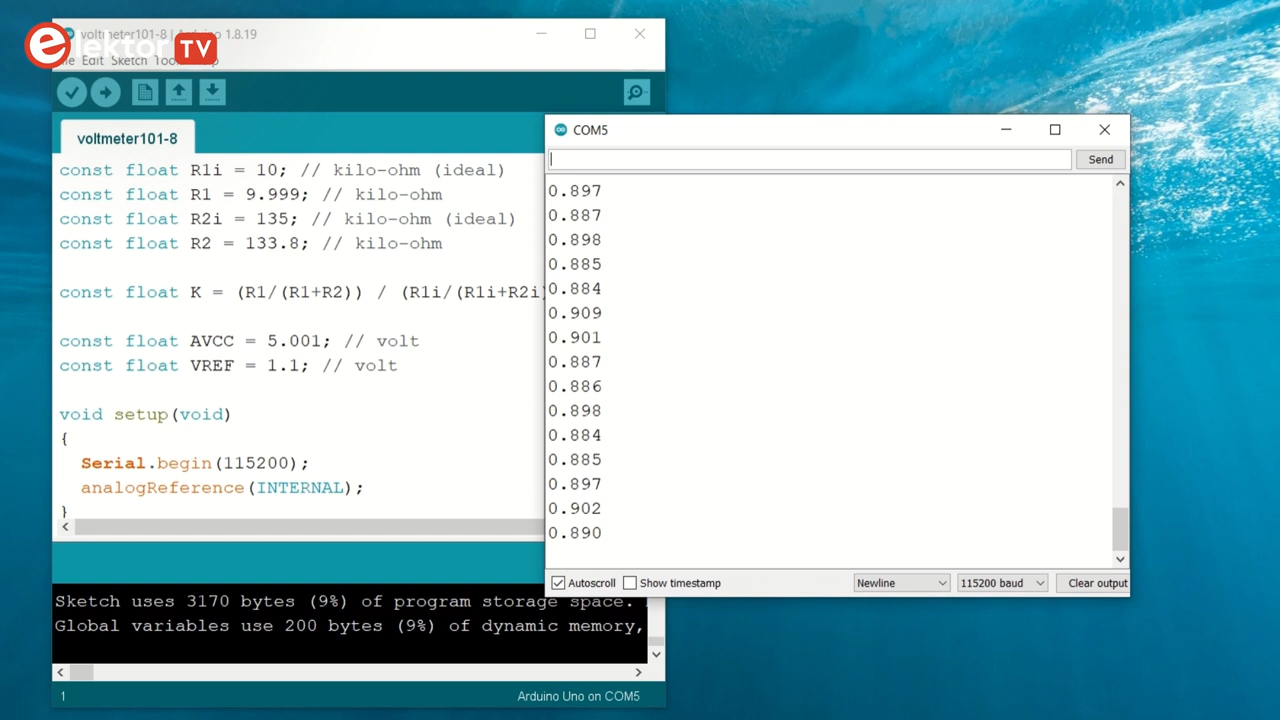 elektor TV
voltmeter101-8 | Arduino 1.8.19
Edit Sketch
voltmeter101-8
const float R1i = 10; // kilo-ohm (ideal)
const float R1 = 9.999; // kilo-ohm
const float R2i = 135; // kilo-ohm (ideal)
const float R2 = 133.8; // kilo-ohm
const float K = (R1/(R1+R2)) / (R1i/(R1i+R2i)
const float AVCC = 5.001; // volt
const float VREF = 1.1; // volt
void setup(void)
{
Serial.begin(115200);
analogReference(INTERNAL);
}
Sketch uses 3170 bytes (9%) of program storage space.
Global variables use 200 bytes (9%) of dynamic memory,
1
Arduino Uno on COM5
COM5
Send
0.897
0.887
0.898
0.885
0.884
0.909
0.901
0.887
0.886
0.898
0.884
0.885
0.897
0.902
0.890
Autoscroll Show timestamp Newline 115200 baud Clear output